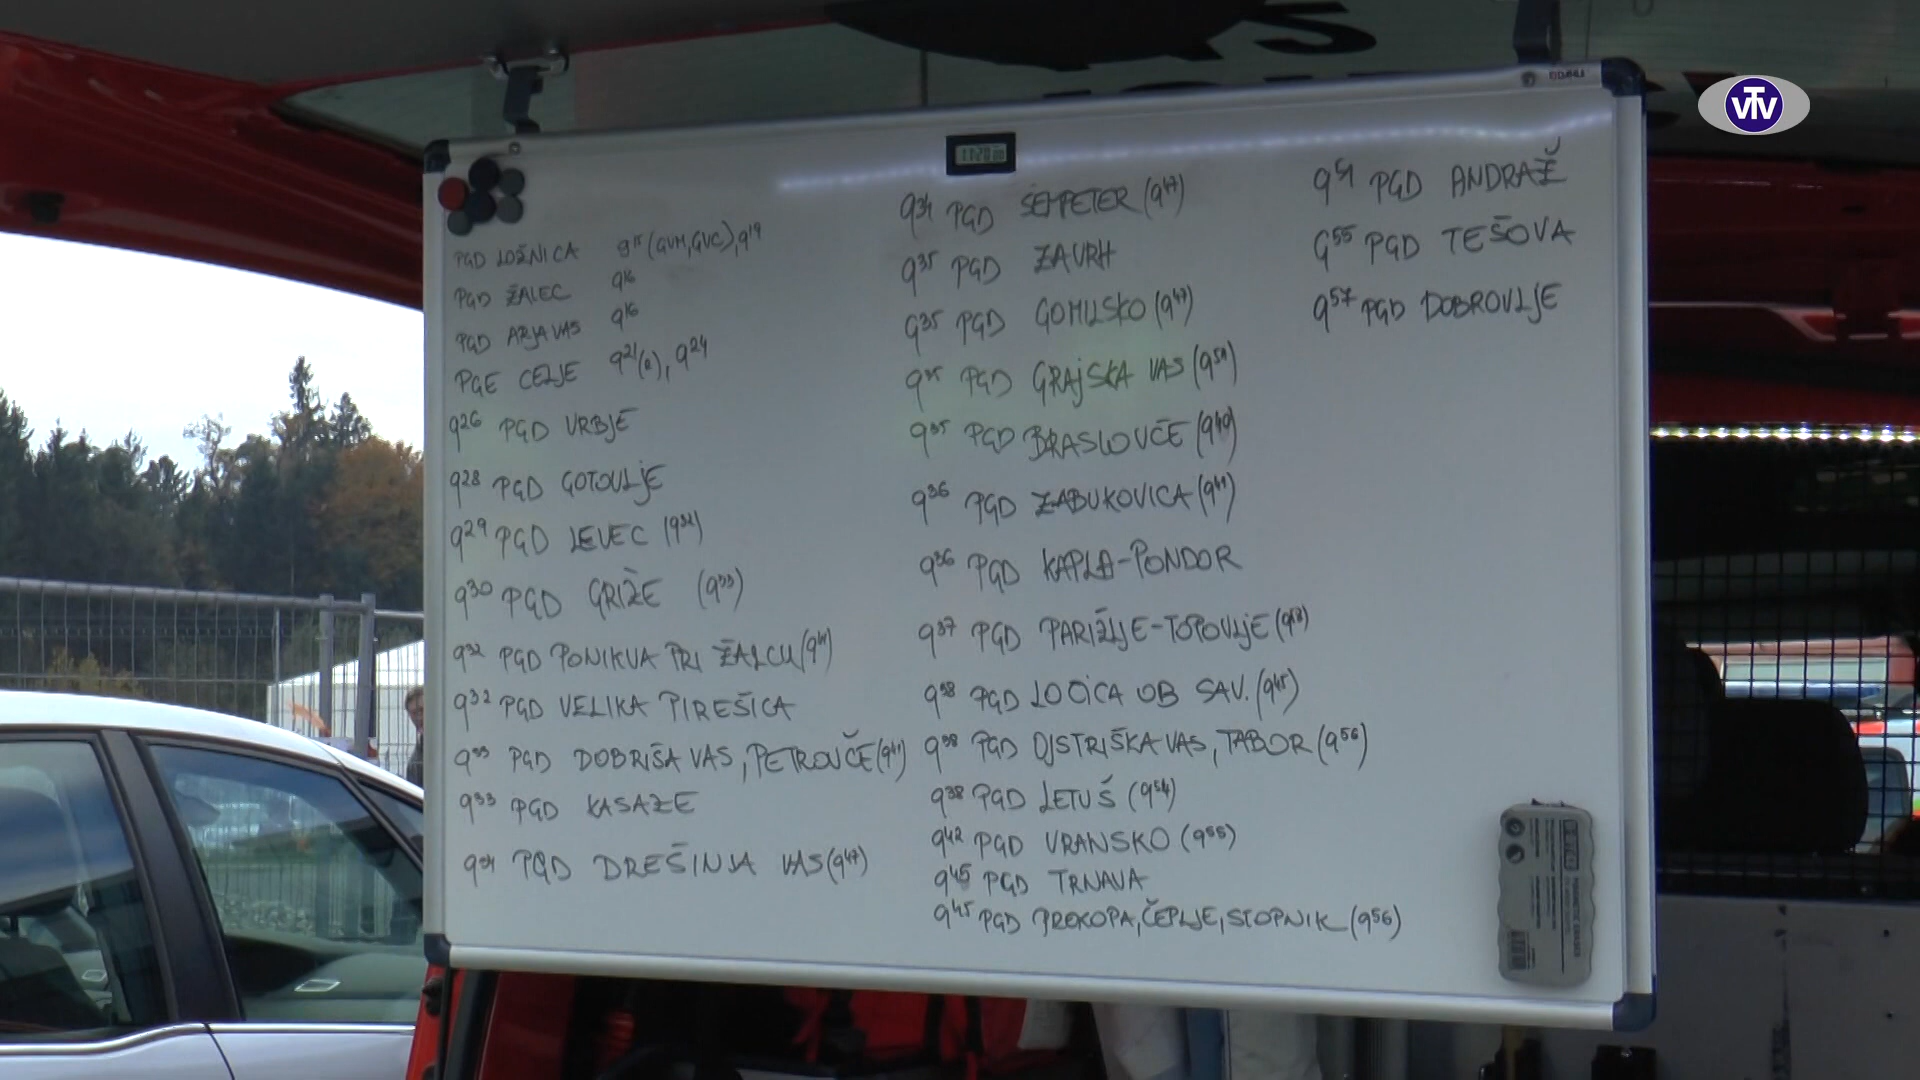 VTV
PGD LOŽNICA 9¹⁵(GVM,GVC),9¹⁹
PGD ŽALEC 9¹⁶
PGD ARJA VAS 9¹⁶
PGE CELJE 9²¹(2), 9²⁴
9²⁶ PGD VRBJE
9²⁸ PGD GOTOVLJE
9²⁹ PGD LEVEC (9³²)
9³⁰ PGD GRIŽE (9³³)
9³² PGD PONIKVA PRI ŽALCU(9⁴¹)
9³² PGD VELIKA PIREŠICA
9³³ PGD DOBRIŠA VAS, PETROVČE(9⁴¹)
9³³ PGD KASAZE
9³⁴ PGD DREŠINJA VAS(9⁴⁷)
9³⁴ PGD ŠEMPETER (9⁴⁷)
9³⁵ PGD ZAVRH
9³⁵ PGD GOMILSKO (9⁴⁷)
9³⁵ PGD GRAJSKA VAS (9⁵⁰)
9³⁵ PGD BRASLOVČE (9⁴⁰)
9³⁶ PGD ZABUKOVICA(9⁴¹)
9³⁶ PGD KAPLA-PONDOR
9³⁷ PGD PARIŽLJE-TOPOVLJE(9⁵³)
9³⁸ PGD LOČICA OB SAV. (9⁴⁵)
9³⁸ PGD OJSTRIŠKA VAS, TABOR (9⁵⁶)
9³⁸ PGD LETUŠ (9⁵⁴)
9⁴² PGD VRANSKO (9⁵⁵)
9⁴⁵ PGD TRNAVA
9⁴⁵ PGD PREKOPA,ČEPLJE,STOPNIK (9⁵⁶)
9⁵¹ PGD ANDRAŽ
9⁵⁵ PGD TEŠOVA
9⁵⁷ PGD DOBROVLJE